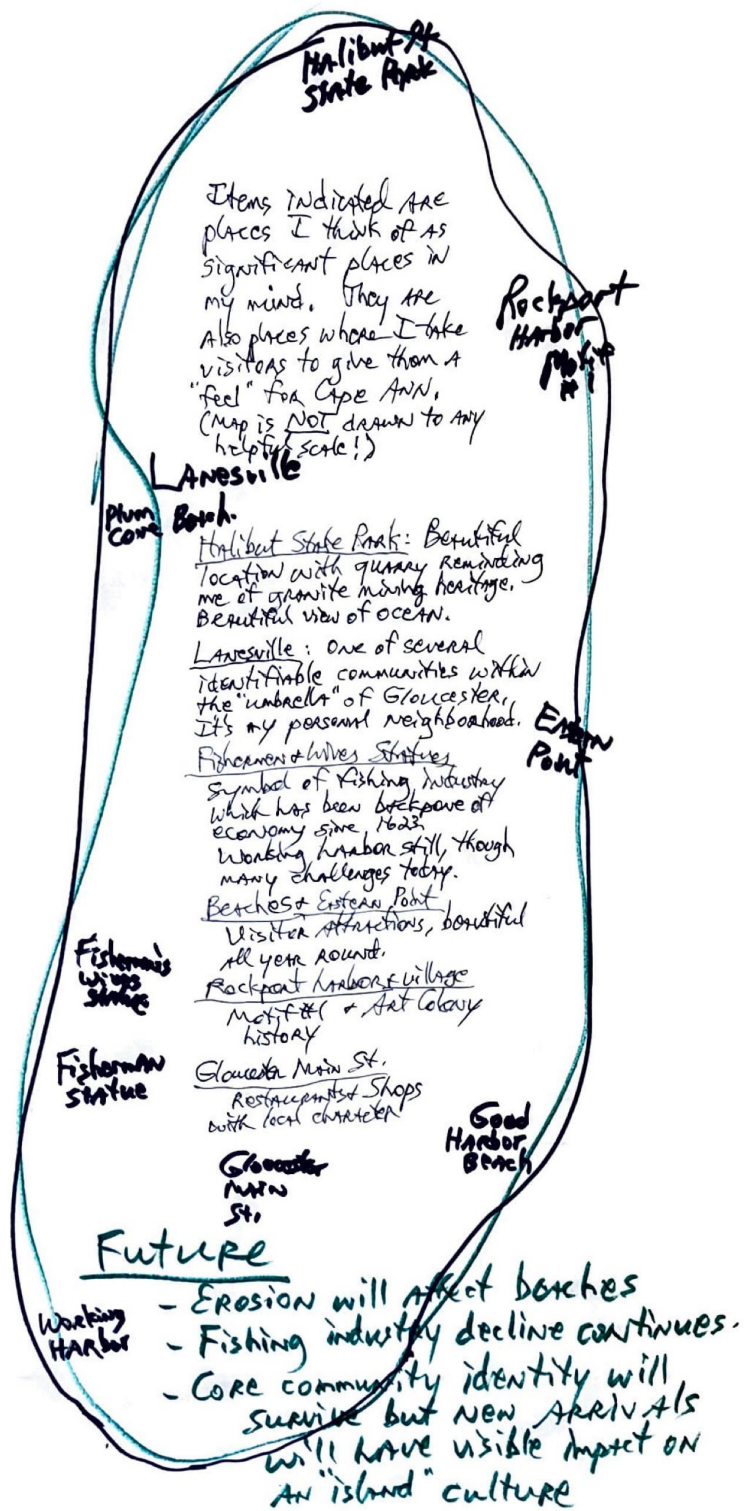 Halibut Pt
State Park
Items indicated are
places I think of as
significant places in
my mind. They are
also places where I take
visitors to give them a
"feel" for Cape Ann.
(Map is NOT drawn to any
helpful scale!)
Rockport
Harbor
Motif
#1
Lanesville
Plum
Cove Beach.
Halibut State Park: Beautiful
location with quarry reminding
me of granite mining heritage.
Beautiful view of ocean.
Lanesville: One of several
identifiable communities within
the "umbrella" of Gloucester.
It's my personal neighborhood.
Eastern
Point
Fishermen & Wives Statues
Symbol of fishing industry
which has been backpone of
economy sine 1623.
Working harbor still, though
many challenges today.
Beaches & Eastern Point
Visitor attractions, beautiful
all year round.
Fisherman's
Wives
Statue
Rockport harbor & village
Motif #1 & Art Colony
history
Fisherman
Statue
Gloucester Main St.
Restaurants & Shops
with local character
Good
Harbor
Beach
Gloucester
Main
St.
Future
- Erosion will affect beaches
- Fishing industry decline continues.
- Core community identity will
survive but new arrivals
will have visible impact on
an "island" culture
Working
Harbor